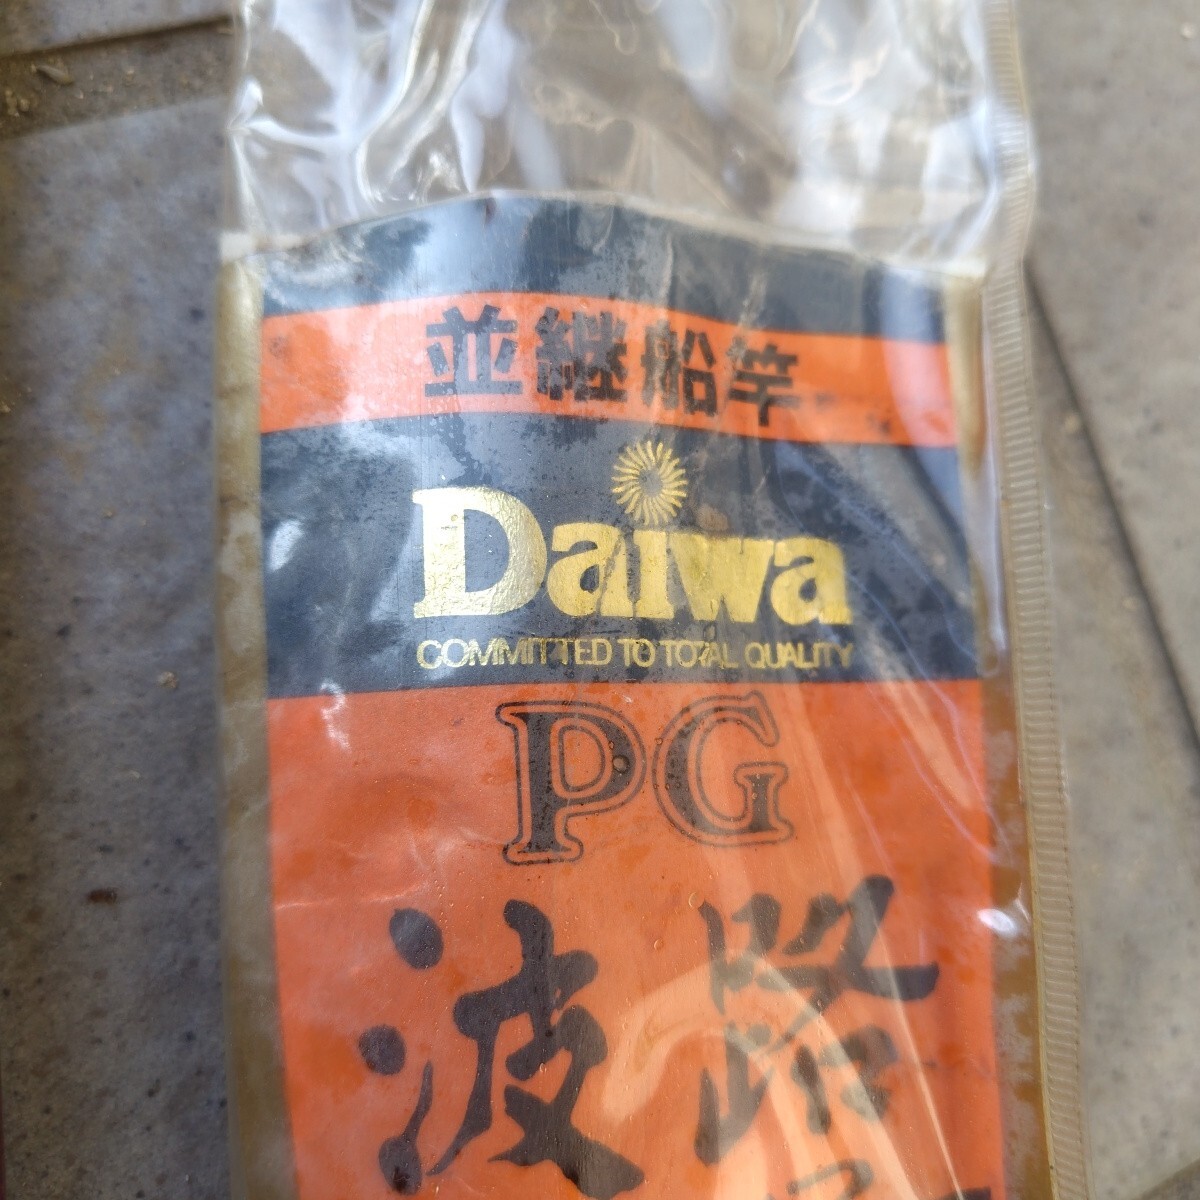 並継船竿
Daiwa
COMMITTED TO TOTAL QUALITY
PG
波路